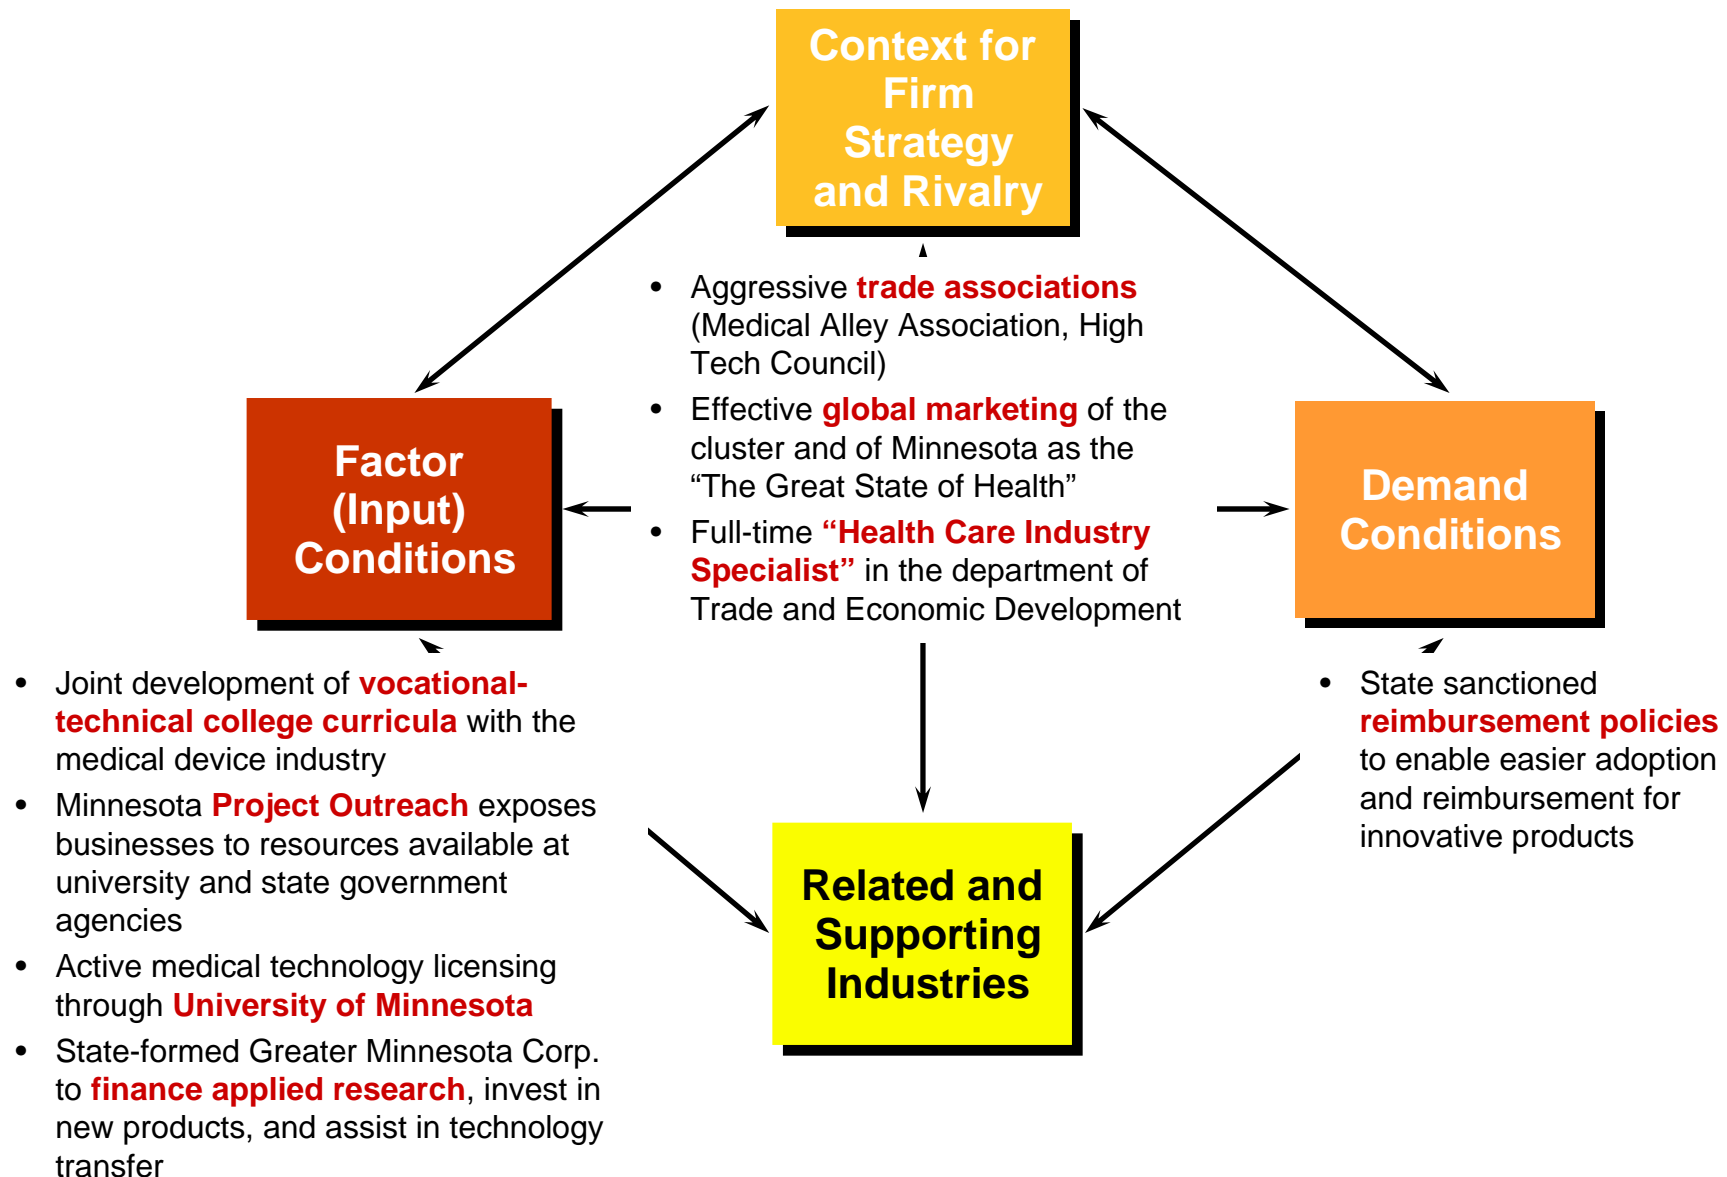 Context for
Firm
Strategy
and Rivalry
• Aggressive trade associations
(Medical Alley Association, High
Tech Council)
• Effective global marketing of the
cluster and of Minnesota as the
“The Great State of Health”
• Full-time “Health Care Industry
Specialist” in the department of
Trade and Economic Development
Factor
(Input)
Conditions
Demand
Conditions
• Joint development of vocational-
technical college curricula with the
medical device industry
• Minnesota Project Outreach exposes
businesses to resources available at
university and state government
agencies
• Active medical technology licensing
through University of Minnesota
• State-formed Greater Minnesota Corp.
to finance applied research, invest in
new products, and assist in technology
transfer
• State sanctioned
reimbursement policies
to enable easier adoption
and reimbursement for
innovative products
Related and
Supporting
Industries